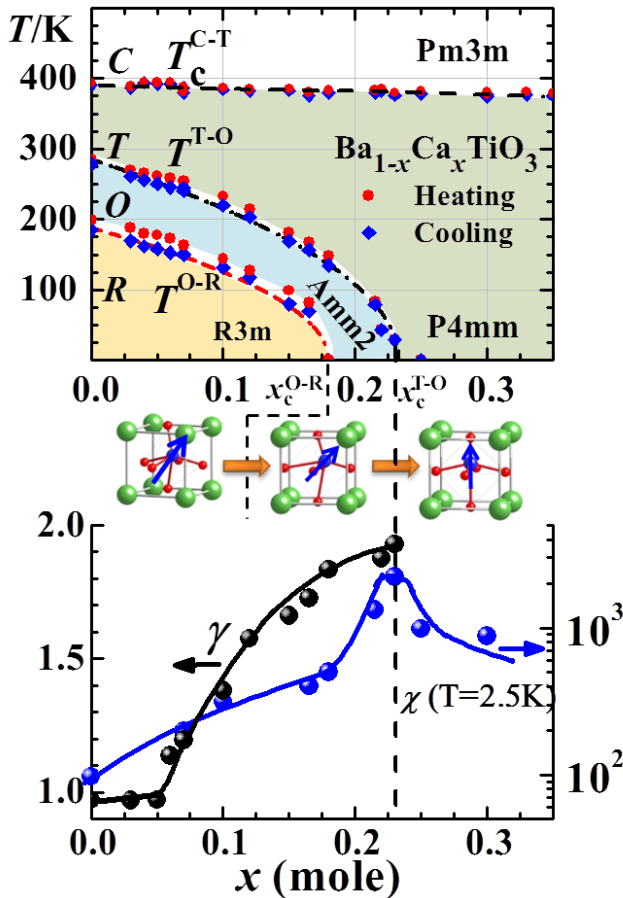 T/K
400
300
200
100
C T_c^{C-T} Pm3m
T T^{T-O} Ba_{1-x}Ca_xTiO_3
Heating
Cooling
O
R T^{O-R}
R3m
Amm2
P4mm
0.0 0.1 0.2 0.3
x_c^{O-R} x_c^{T-O}
2.0
1.5
1.0
γ
10^3
χ (T=2.5K)
10^2
0.0 0.1 0.2 0.3
x (mole)